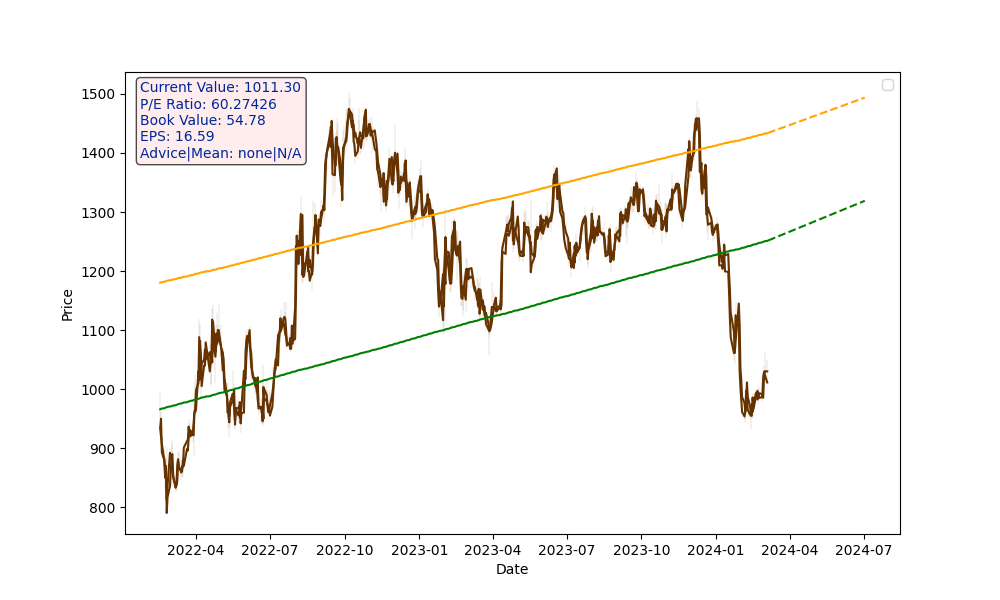 Current Value: 1011.30
P/E Ratio: 60.27426
Book Value: 54.78
EPS: 16.59
Advice|Mean: none|N/A
Price
1500
1400
1300
1200
1100
1000
900
800
2022-04 2022-07 2022-10 2023-01 2023-04 2023-07 2023-10 2024-01 2024-04 2024-07
Date